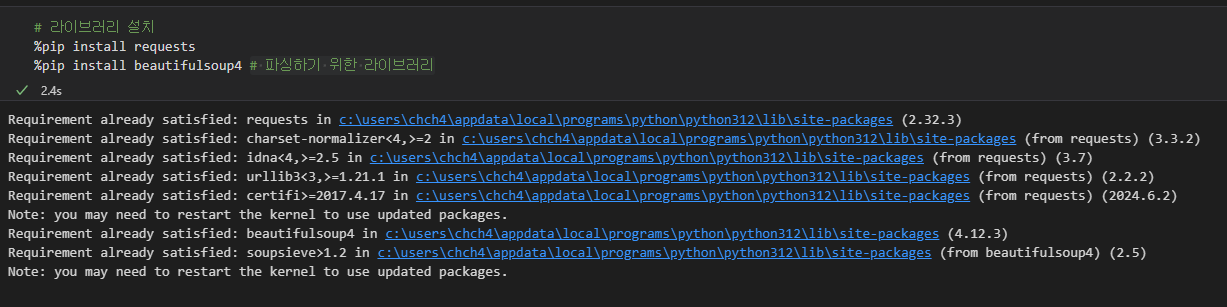 # 라이브러리 설치
%pip install requests
%pip install beautifulsoup4 # 파싱하기 위한 라이브러리
2.4s
Requirement already satisfied: requests in c:\users\chch4\appdata\local\programs\python\python312\lib\site-packages (2.32.3)
Requirement already satisfied: charset-normalizer<4,>=2 in c:\users\chch4\appdata\local\programs\python\python312\lib\site-packages (from requests) (3.3.2)
Requirement already satisfied: idna<4,>=2.5 in c:\users\chch4\appdata\local\programs\python\python312\lib\site-packages (from requests) (3.7)
Requirement already satisfied: urllib3<3,>=1.21.1 in c:\users\chch4\appdata\local\programs\python\python312\lib\site-packages (from requests) (2.2.2)
Requirement already satisfied: certifi>=2017.4.17 in c:\users\chch4\appdata\local\programs\python\python312\lib\site-packages (from requests) (2024.6.2)
Note: you may need to restart the kernel to use updated packages.
Requirement already satisfied: beautifulsoup4 in c:\users\chch4\appdata\local\programs\python\python312\lib\site-packages (4.12.3)
Requirement already satisfied: soupsieve>1.2 in c:\users\chch4\appdata\local\programs\python\python312\lib\site-packages (from beautifulsoup4) (2.5)
Note: you may need to restart the kernel to use updated packages.